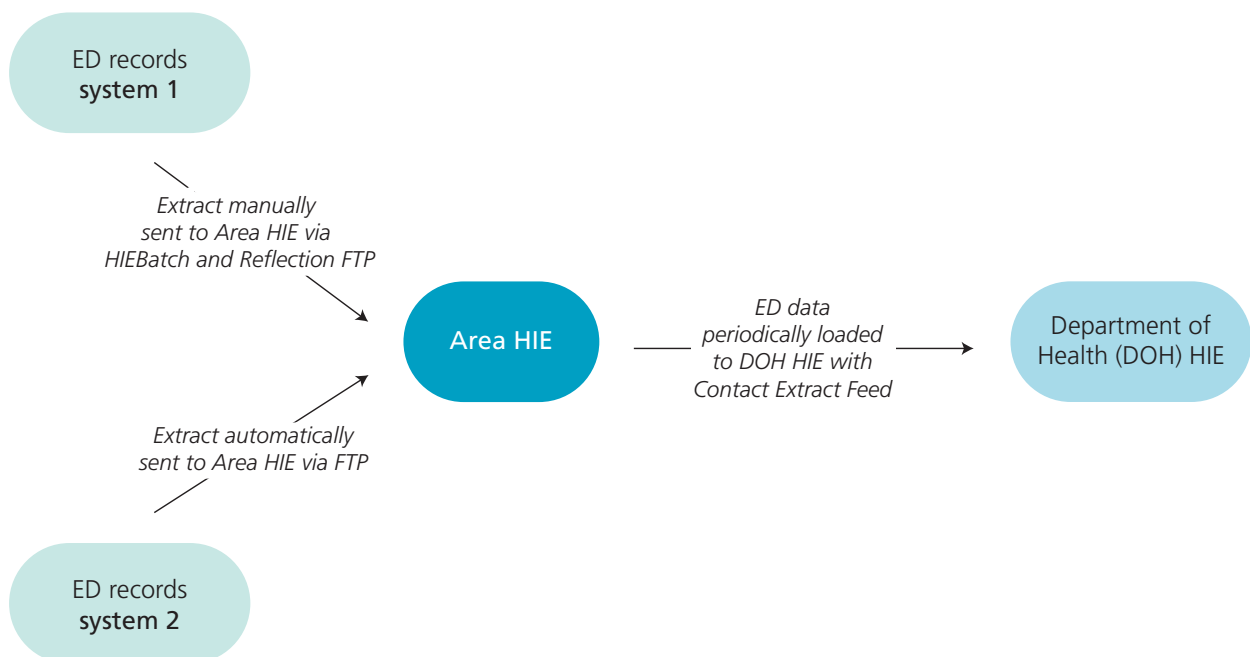 ED records
system 1
Extract manually
sent to Area HIE via
HIEBatch and Reflection FTP
Area HIE
ED data
periodically loaded
to DOH HIE with
Contact Extract Feed
Department of
Health (DOH) HIE
Extract automatically
sent to Area HIE via FTP
ED records
system 2